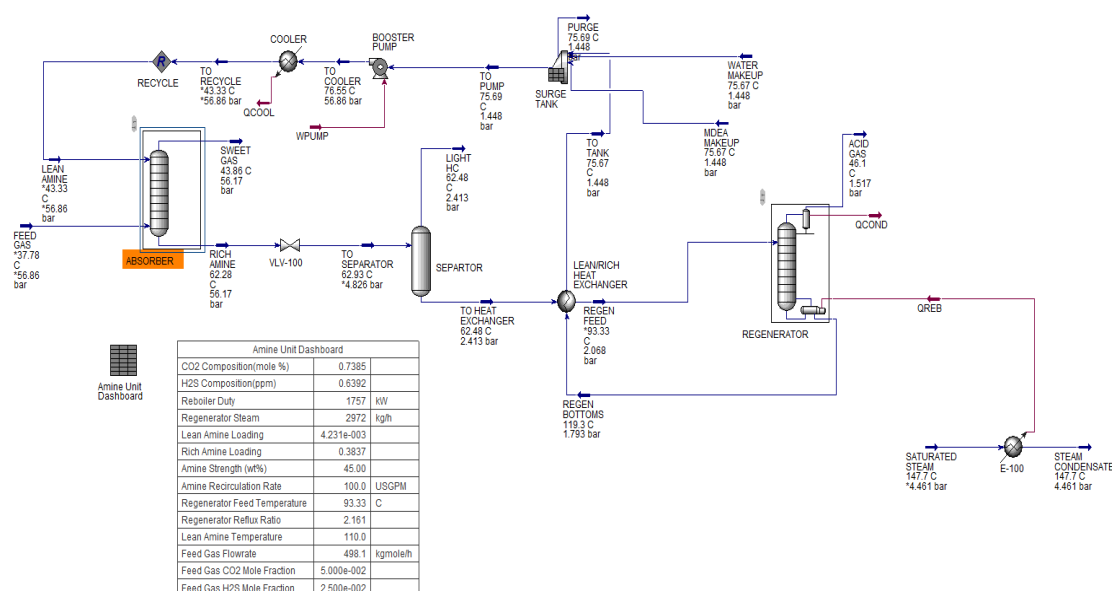 PURGE
75.69 C
1.448
bar
COOLER
BOOSTER
PUMP
RECYCLE
TO
RECYCLE
*43.33 C
*56.86 bar
TO
COOLER
76.55 C
56.86 bar
QCOOL
WPUMP
TO
PUMP
75.69
C
1.448
bar
SURGE
TANK
WATER
MAKEUP
75.67 C
1.448
bar
MDEA
MAKEUP
75.67 C
1.448
bar
TO
TANK
75.67
C
1.448
bar
LEAN
AMINE
*43.33
C
*56.86
bar
SWEET
GAS
43.86 C
56.17
bar
LIGHT
HC
62.48
C
2.413
bar
ACID
GAS
46.1
C
1.517
bar
QCOND
FEED
GAS
*37.78
C
*56.86
bar
ABSORBER
RICH
AMINE
62.28
C
56.17
bar
VLV-100
TO
SEPARATOR
62.93 C
*4.826 bar
SEPARTOR
LEAN/RICH
HEAT
EXCHANGER
TO HEAT
EXCHANGER
62.48 C
2.413 bar
REGEN
FEED
*93.33
C
2.068
bar
REGENERATOR
QREB
REGEN
BOTTOMS
119.3 C
1.793 bar
SATURATED
STEAM
147.7 C
*4.461 bar
E-100
STEAM
CONDENSATE
147.7 C
4.461 bar
Amine Unit
Dashboard
Amine Unit Dashboard
CO2 Composition(mole %) 0.7385
H2S Composition(ppm) 0.6392
Reboiler Duty 1757 kW
Regenerator Steam 2972 kg/h
Lean Amine Loading 4.231e-003
Rich Amine Loading 0.3837
Amine Strength (wt%) 45.00
Amine Recirculation Rate 100.0 USGPM
Regenerator Feed Temperature 93.33 C
Regenerator Reflux Ratio 2.161
Lean Amine Temperature 110.0
Feed Gas Flowrate 498.1 kgmole/h
Feed Gas CO2 Mole Fraction 5.000e-002
Feed Gas H2S Mole Fraction 2.500e-002